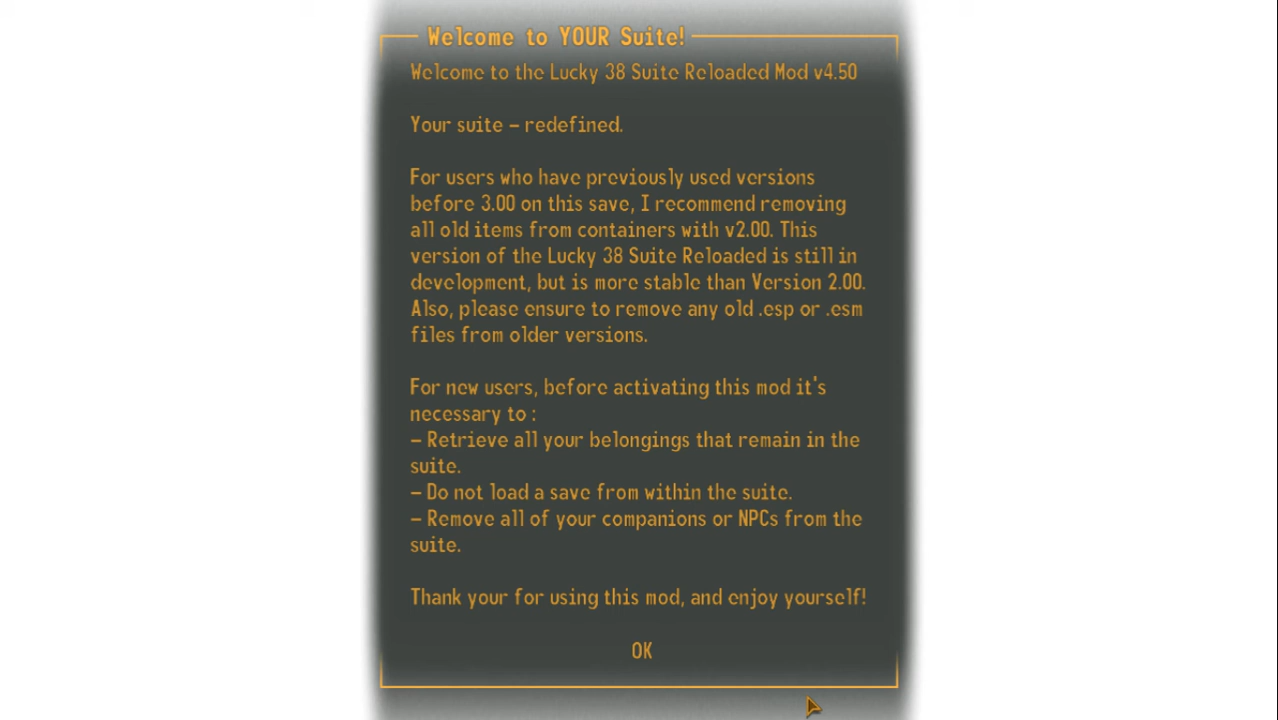 Welcome to YOUR Suite!
Welcome to the Lucky 38 Suite Reloaded Mod v4.50
Your suite – redefined.
For users who have previously used versions
before 3.00 on this save, I recommend removing
all old items from containers with v2.00. This
version of the Lucky 38 Suite Reloaded is still in
development, but is more stable than Version 2.00.
Also, please ensure to remove any old .esp or .esm
files from older versions.
For new users, before activating this mod it's
necessary to :
– Retrieve all your belongings that remain in the
suite.
– Do not load a save from within the suite.
– Remove all of your companions or NPCs from the
suite.
Thank your for using this mod, and enjoy yourself!
OK